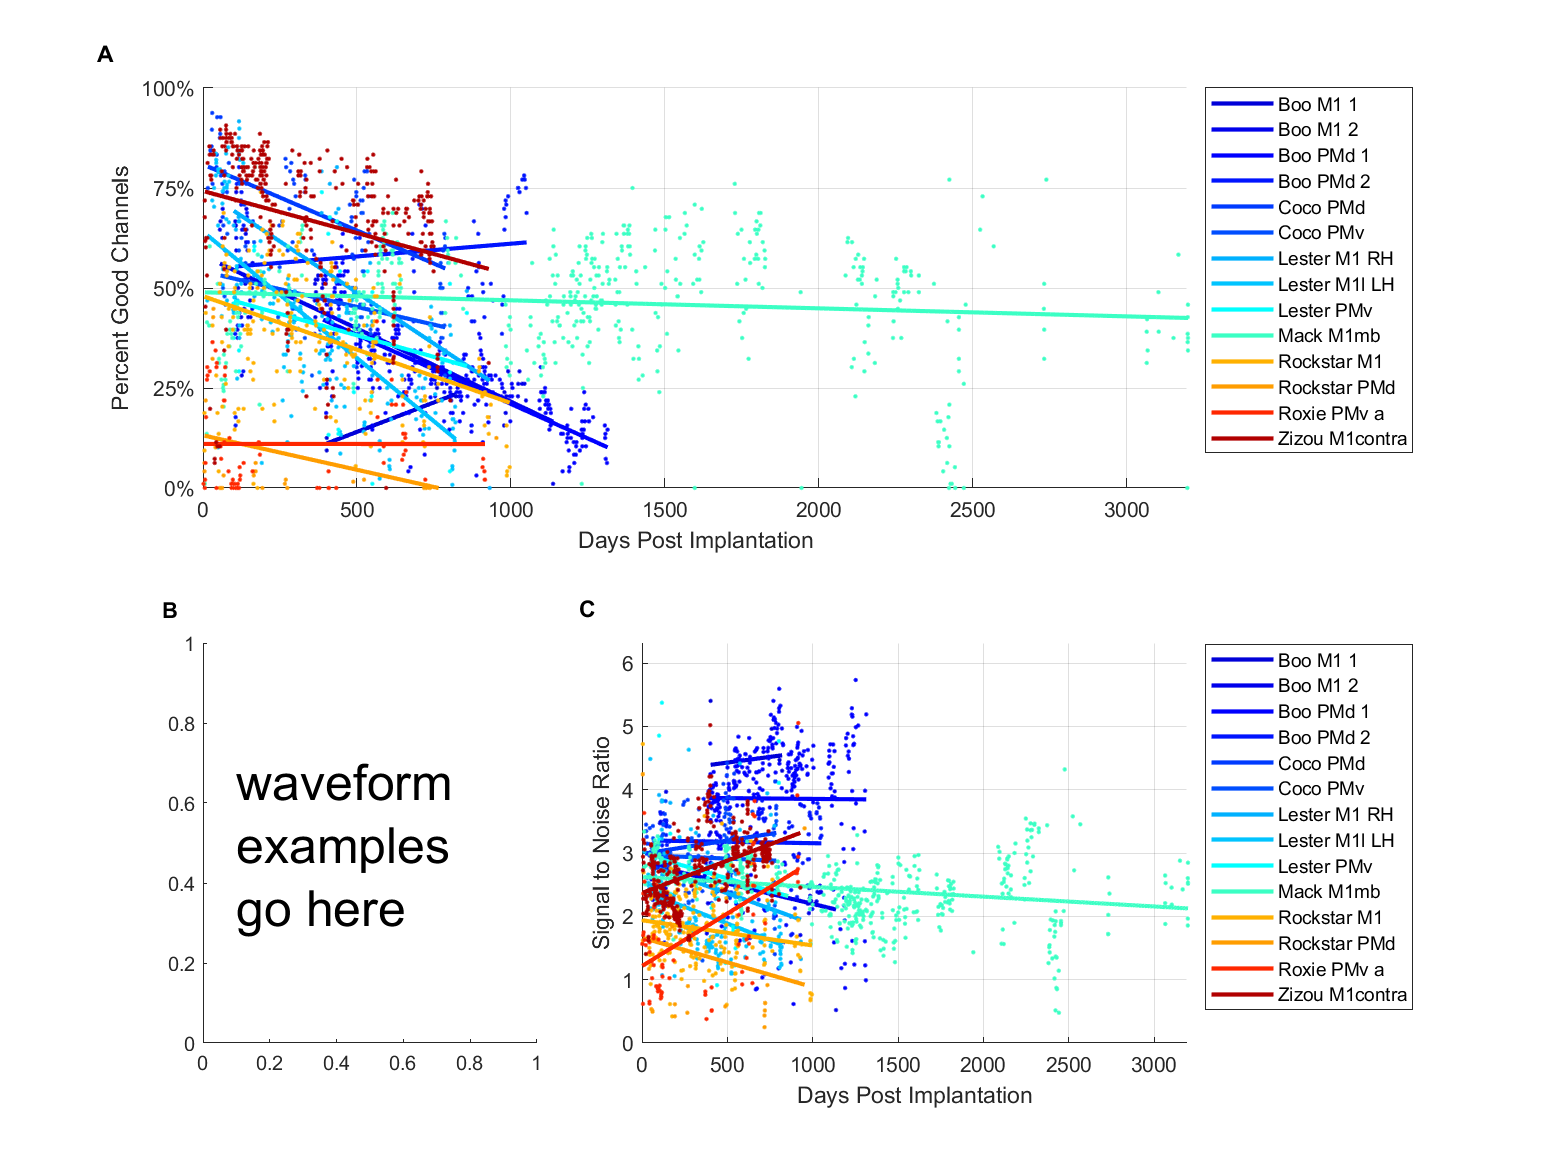 A
100%
75%
50%
25%
0%
Percent Good Channels
0 500 1000 1500 2000 2500 3000
Days Post Implantation
Boo M1 1
Boo M1 2
Boo PMd 1
Boo PMd 2
Coco PMd
Coco PMv
Lester M1 RH
Lester M1l LH
Lester PMv
Mack M1mb
Rockstar M1
Rockstar PMd
Roxie PMv a
Zizou M1contra
B
1
0.8
0.6
0.4
0.2
0
0 0.2 0.4 0.6 0.8 1
waveform
examples
go here
C
6
5
4
3
2
1
0
Signal to Noise Ratio
0 500 1000 1500 2000 2500 3000
Days Post Implantation
Boo M1 1
Boo M1 2
Boo PMd 1
Boo PMd 2
Coco PMd
Coco PMv
Lester M1 RH
Lester M1l LH
Lester PMv
Mack M1mb
Rockstar M1
Rockstar PMd
Roxie PMv a
Zizou M1contra